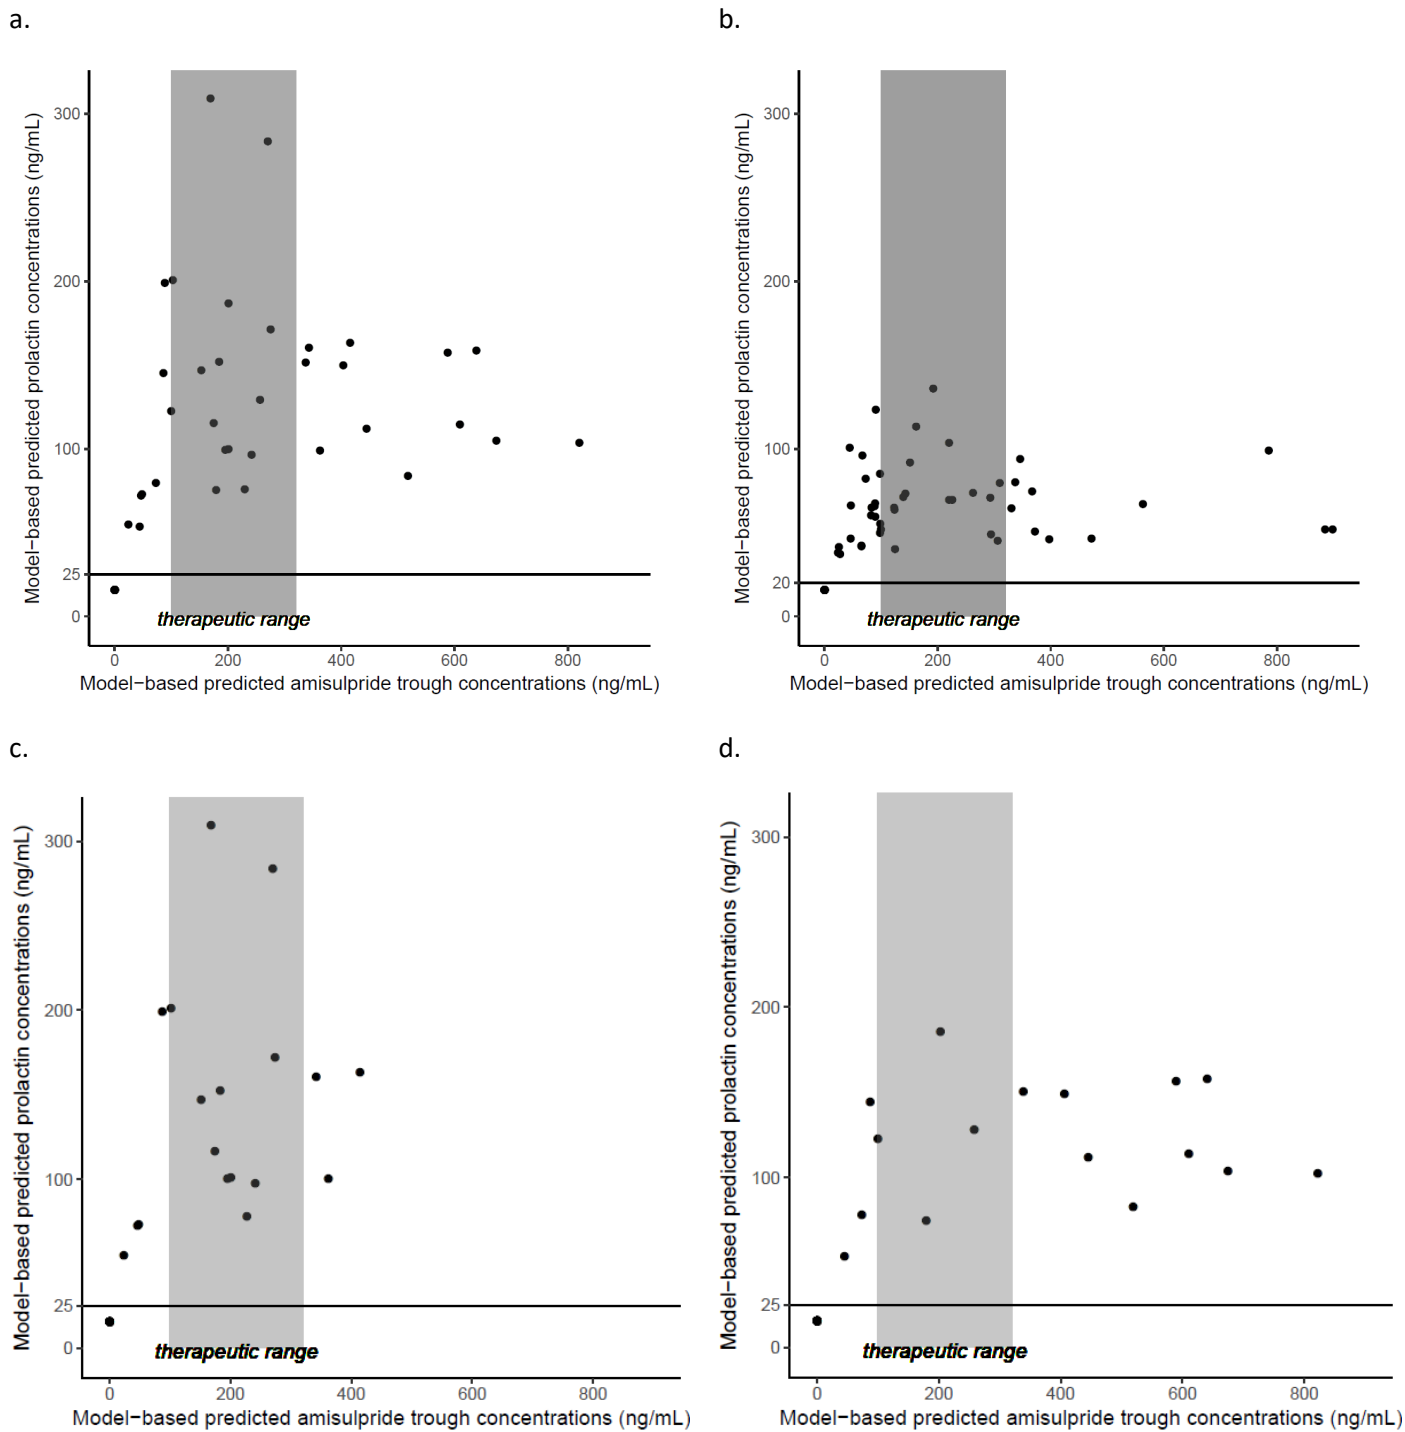 a.
Model−based predicted prolactin concentrations (ng/mL)
300
200
100
25
0
therapeutic range
0 200 400 600 800
Model−based predicted amisulpride trough concentrations (ng/mL)
b.
Model−based predicted prolactin concentrations (ng/mL)
300
200
100
20
0
therapeutic range
0 200 400 600 800
Model−based predicted amisulpride trough concentrations (ng/mL)
c.
Model−based predicted prolactin concentrations (ng/mL)
300
200
100
25
0
therapeutic range
0 200 400 600 800
Model−based predicted amisulpride trough concentrations (ng/mL)
d.
Model−based predicted prolactin concentrations (ng/mL)
300
200
100
25
0
therapeutic range
0 200 400 600 800
Model−based predicted amisulpride trough concentrations (ng/mL)